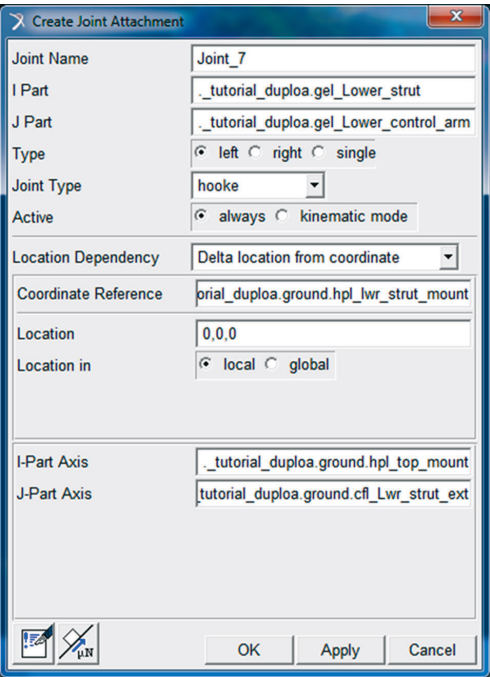 Create Joint Attachment
Joint Name Joint_7
I Part ._tutorial_duploa.gel_Lower_strut
J Part ._tutorial_duploa.gel_Lower_control_arm
Type left right single
Joint Type hooke
Active always kinematic mode
Location Dependency Delta location from coordinate
Coordinate Reference orial_duploa.ground.hpl_lwr_strut_mount
Location 0,0,0
Location in local global
I-Part Axis ._tutorial_duploa.ground.hpl_top_mount
J-Part Axis _tutorial_duploa.ground.cfl_Lwr_strut_ext
μN OK Apply Cancel